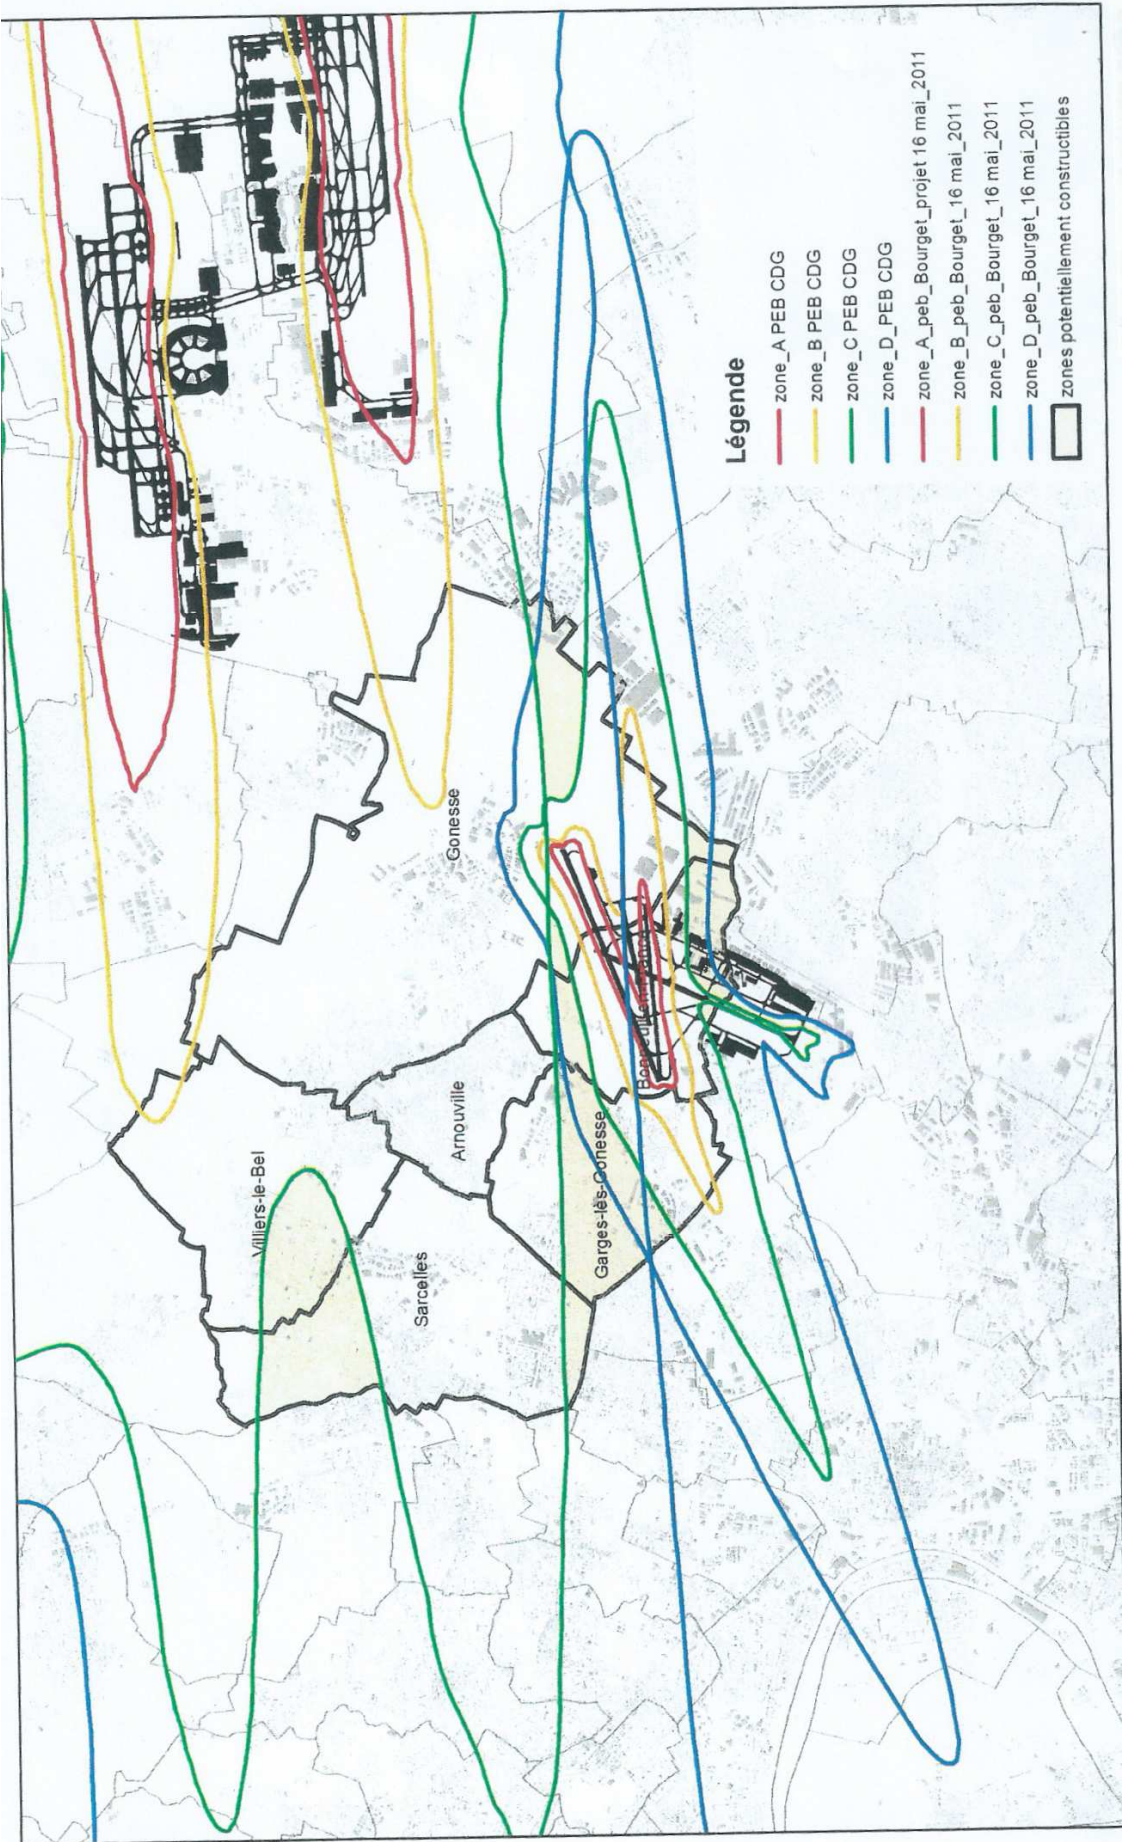 Légende
zone_A PEB CDG
zone_B PEB CDG
zone_C PEB CDG
zone_D_PEB CDG
zone_A_peb_Bourget_projet 16 mai_2011
zone_B_peb_Bourget_16 mai_2011
zone_C_peb_Bourget_16 mai_2011
zone_D_peb_Bourget_16 mai_2011
zones potentiellement constructibles
Villiers-le-Bel
Sarcelles
Arnouville
Gonesse
Garges-lès-Gonesse